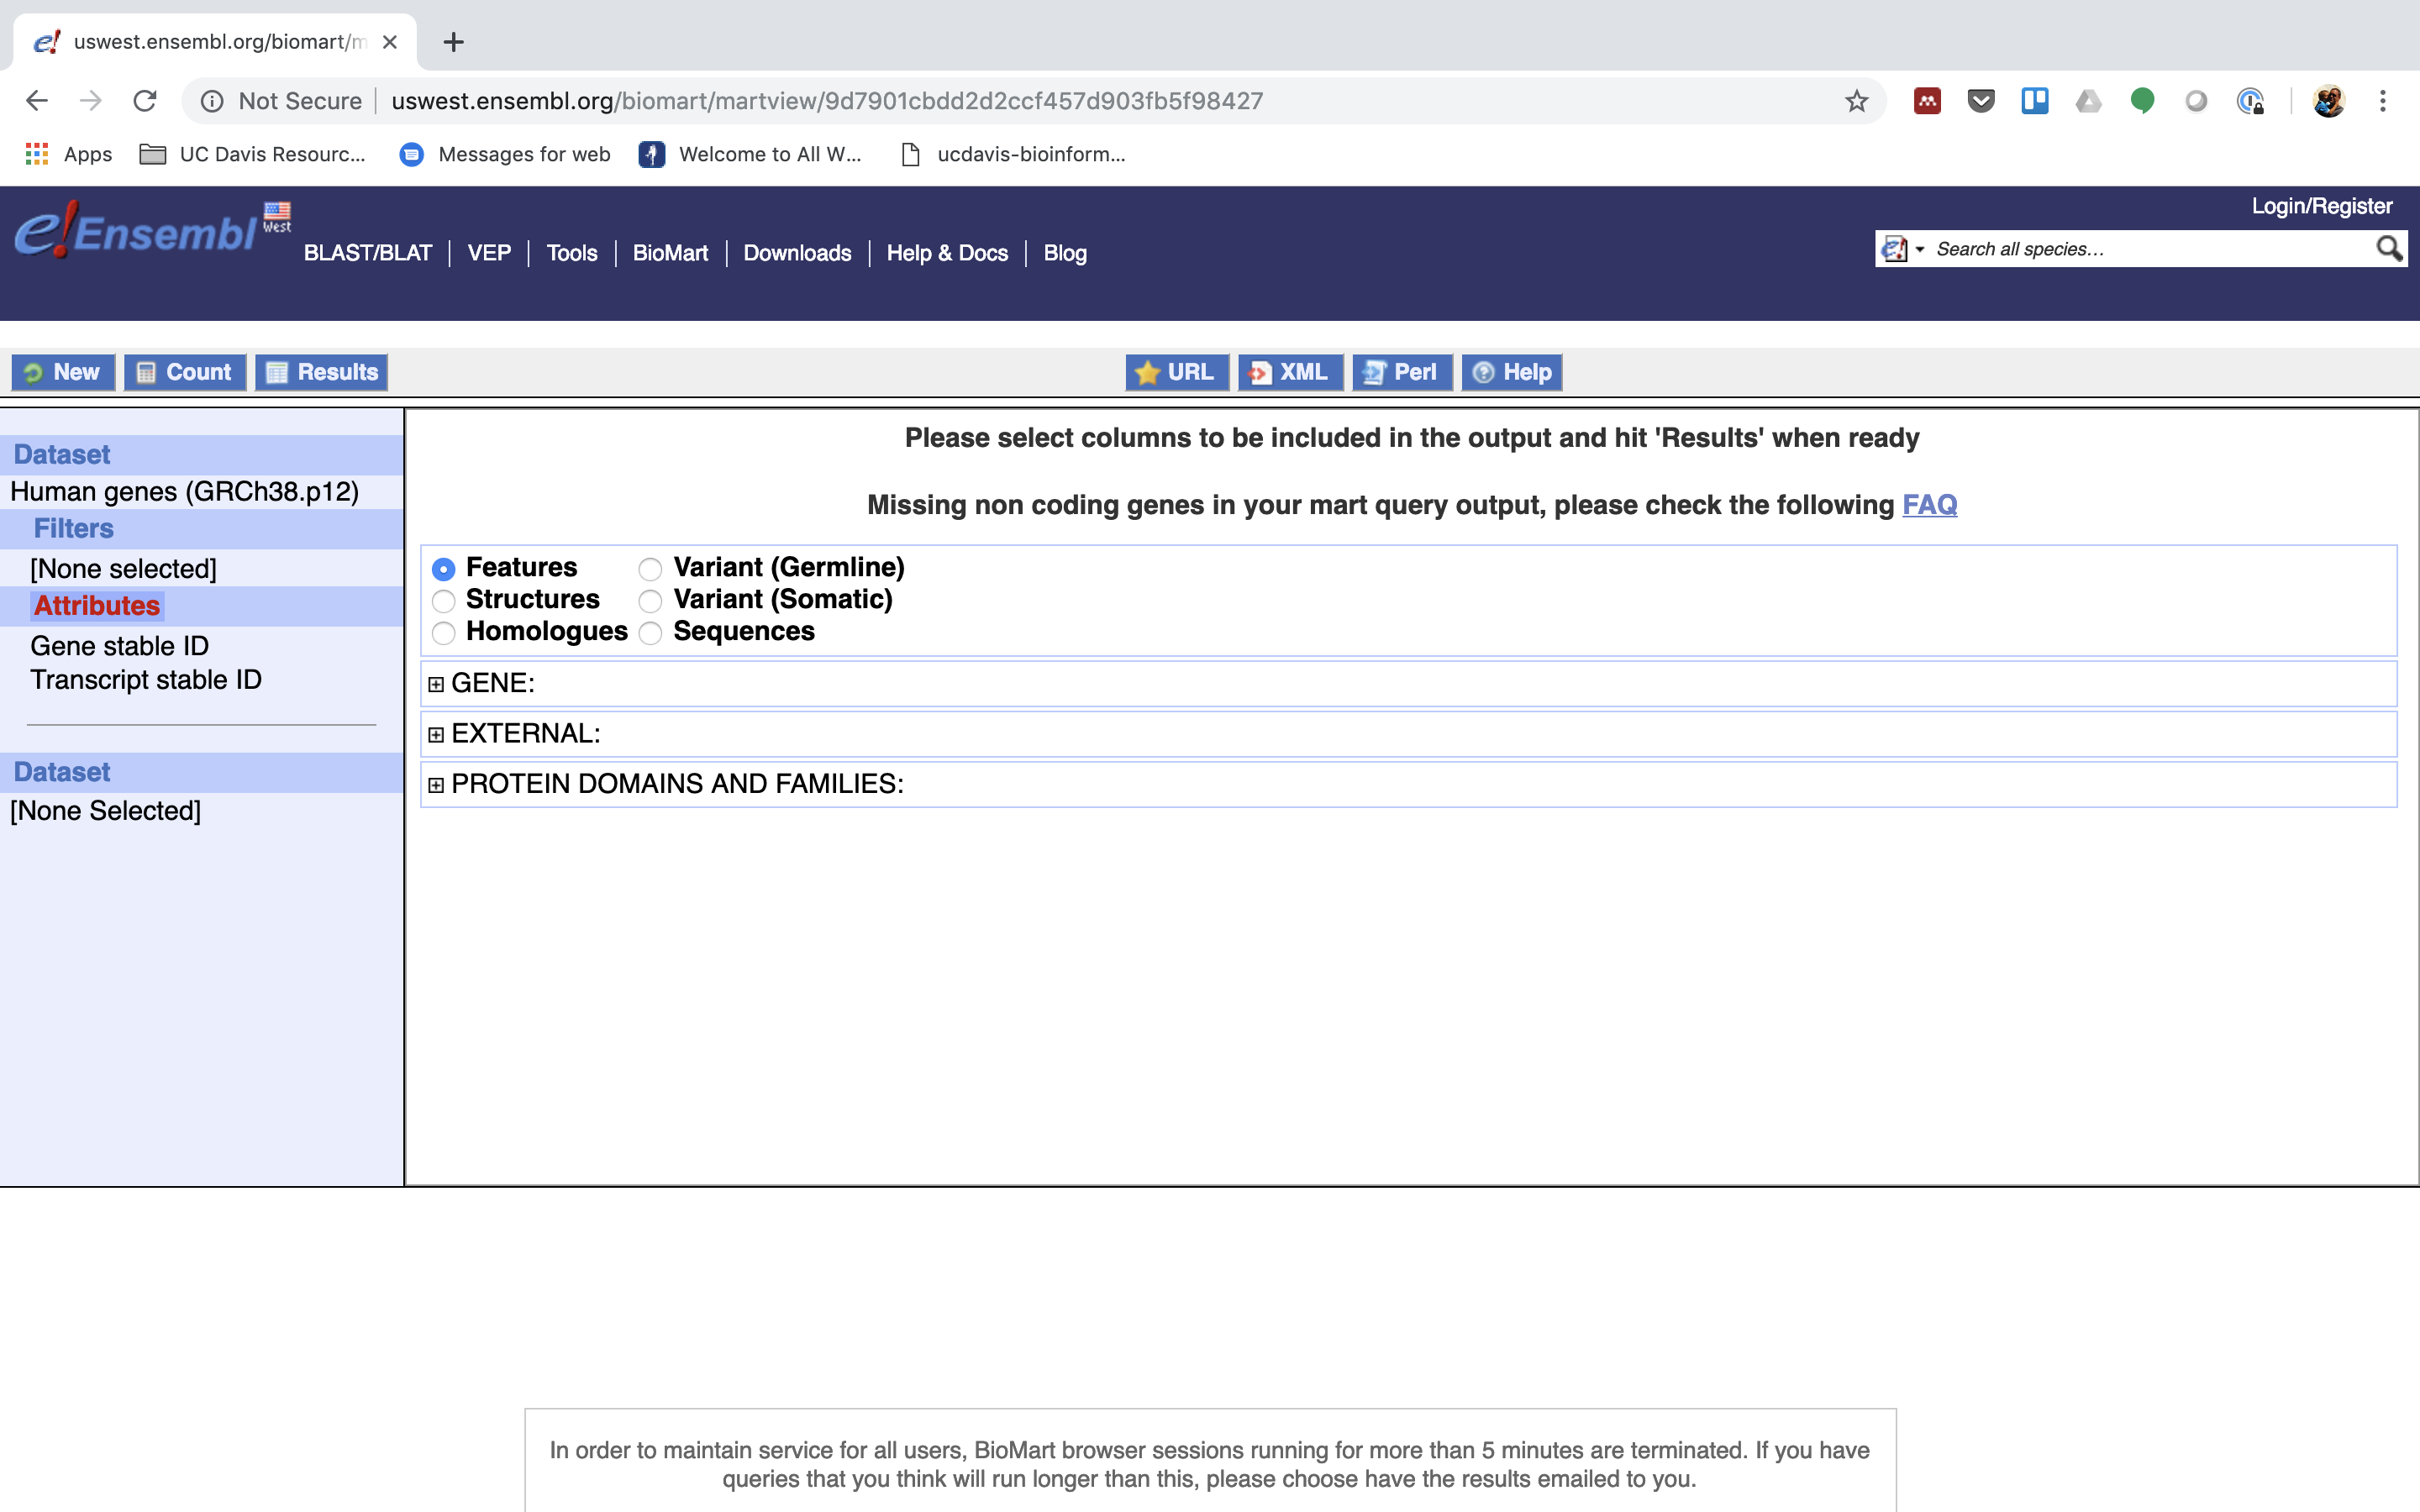 uswest.ensembl.org/biomart/m
Not Secure uswest.ensembl.org/biomart/martview/9d7901cbdd2d2ccf457d903fb5f98427
Apps UC Davis Resourc... Messages for web Welcome to All W... ucdavis-bioinform...
Login/Register
e!Ensembl West
BLAST/BLAT VEP Tools BioMart Downloads Help & Docs Blog
Search all species...
New Count Results URL XML Perl Help
Dataset
Human genes (GRCh38.p12)
Filters
[None selected]
Attributes
Gene stable ID
Transcript stable ID
Dataset
[None Selected]
Please select columns to be included in the output and hit 'Results' when ready
Missing non coding genes in your mart query output, please check the following FAQ
Features Variant (Germline)
Structures Variant (Somatic)
Homologues Sequences
GENE:
EXTERNAL:
PROTEIN DOMAINS AND FAMILIES:
In order to maintain service for all users, BioMart browser sessions running for more than 5 minutes are terminated. If you have
queries that you think will run longer than this, please choose have the results emailed to you.